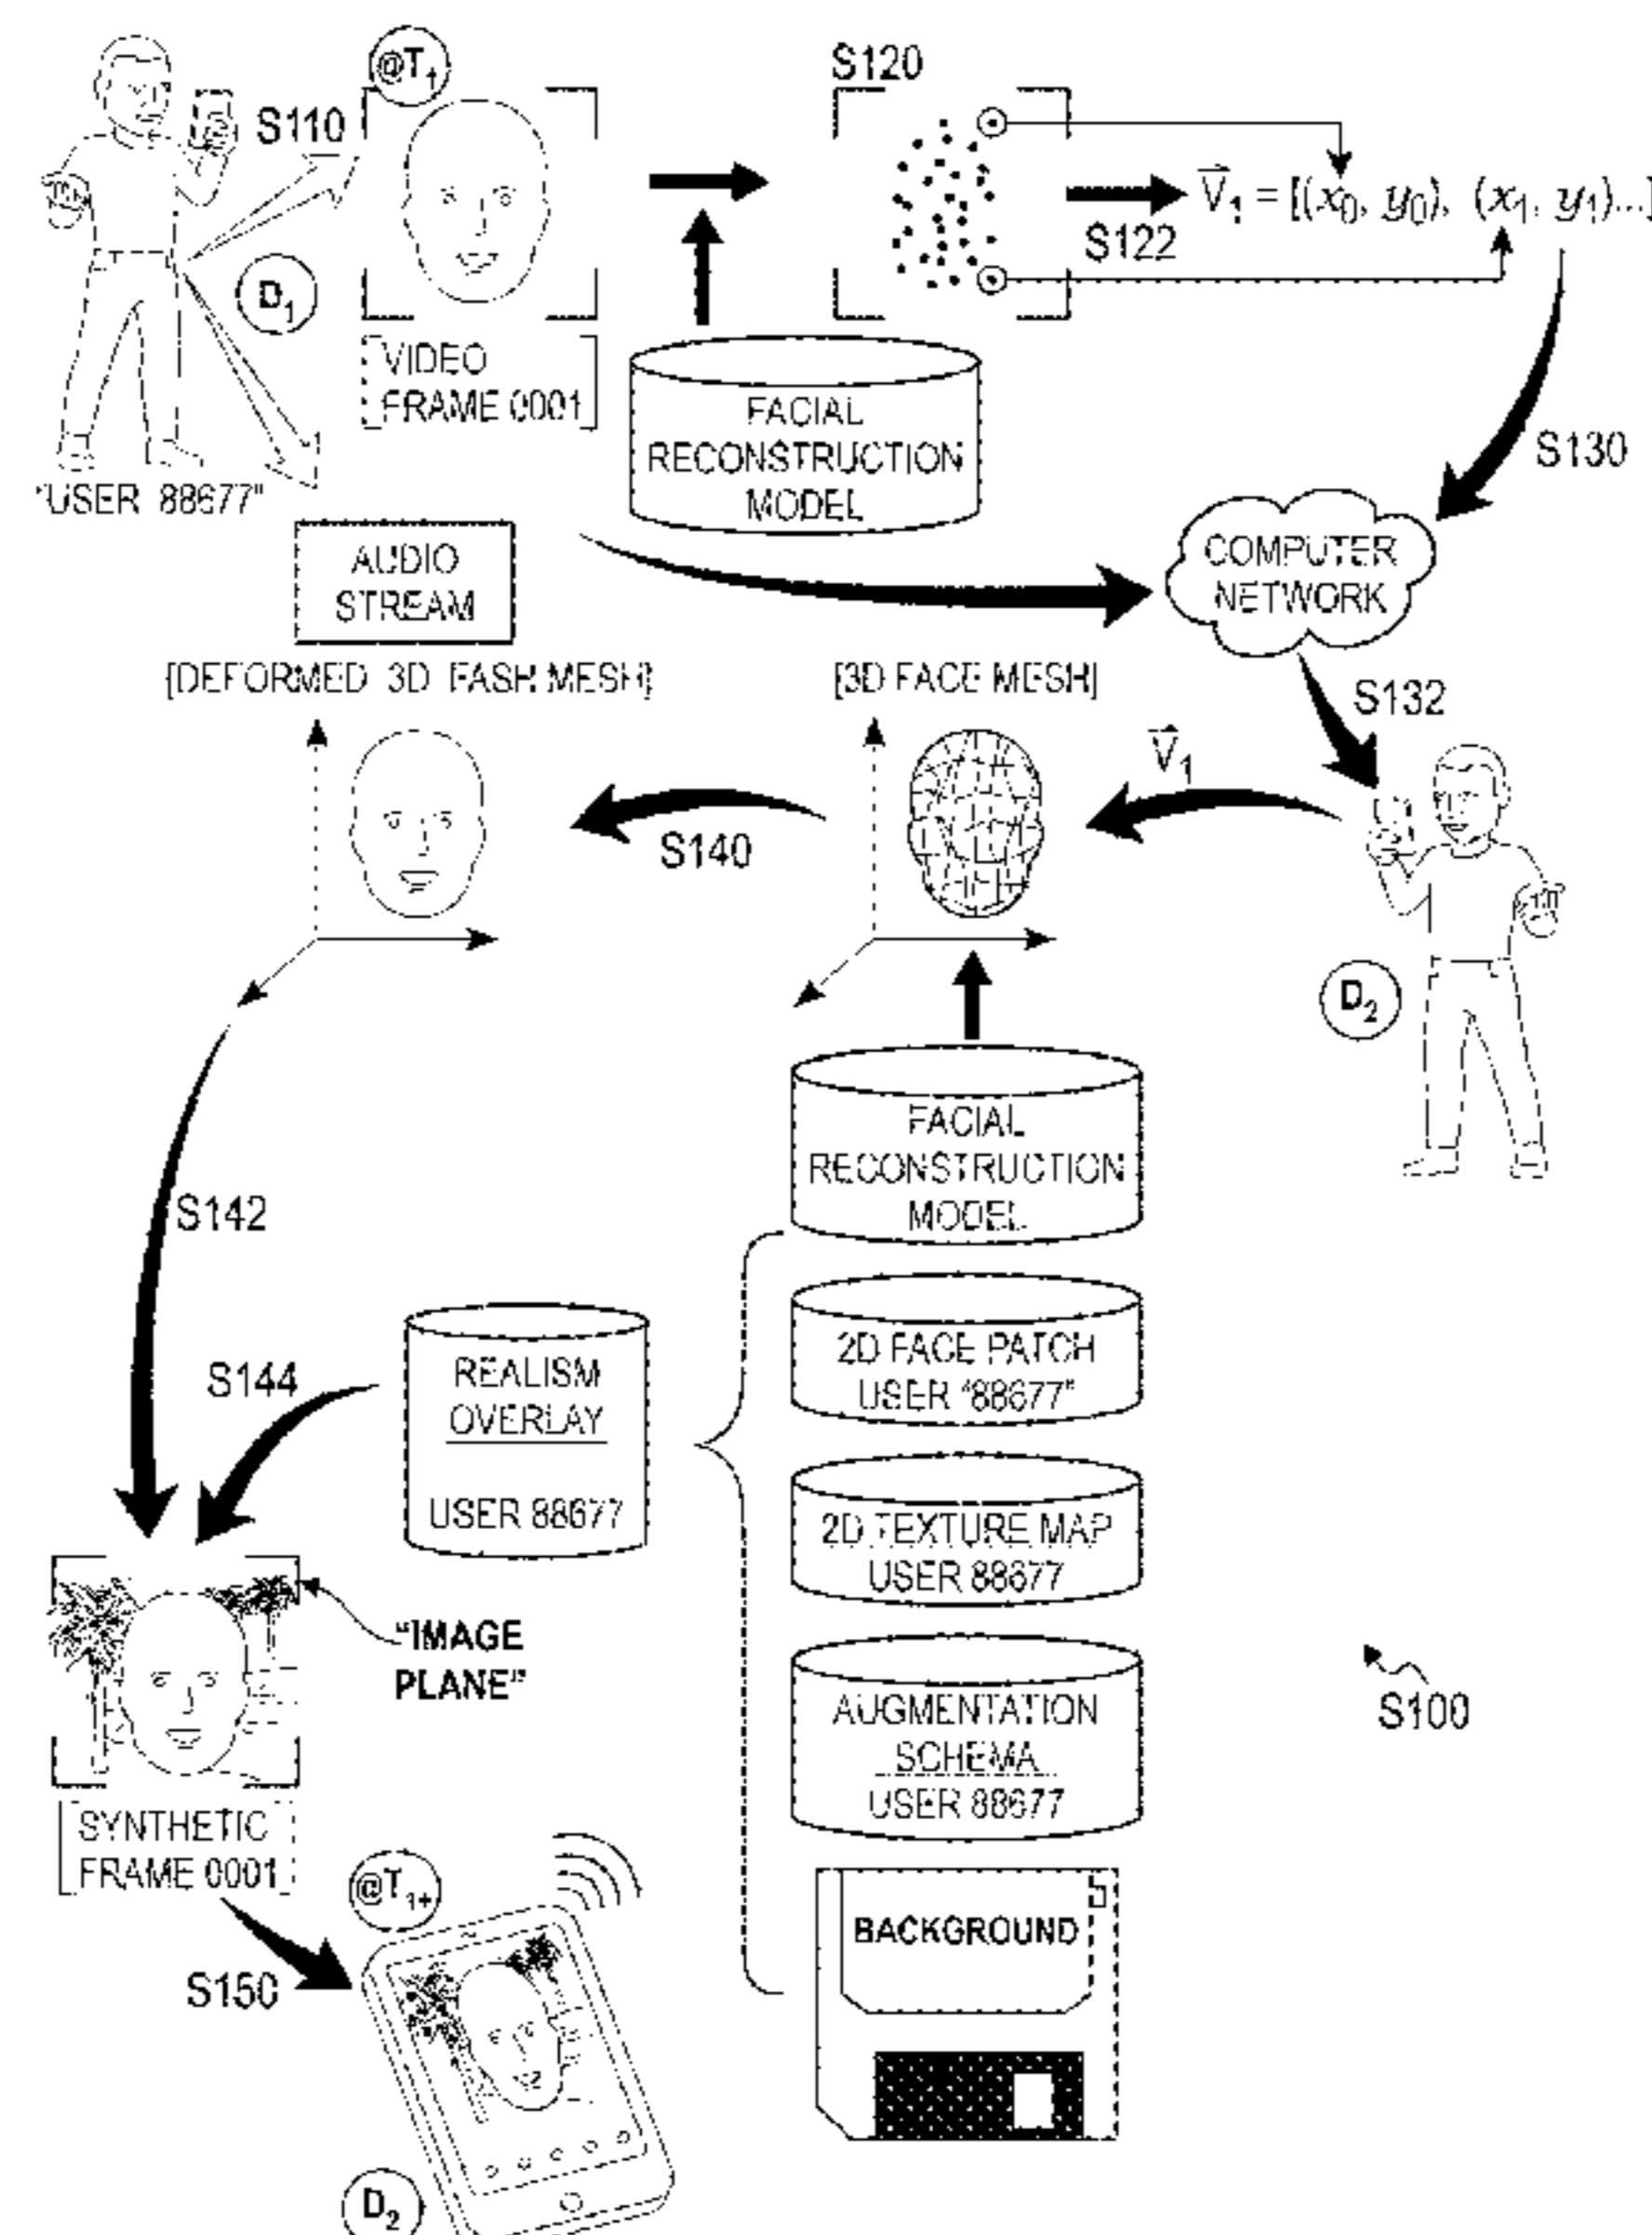 @T1
S110
S120
V1 = [(x0, y0), (x1, y1)...]
S122
D1
VIDEO
FRAME 0001
FACIAL
RECONSTRUCTION
MODEL
"USER 88677"
S130
AUDIO
STREAM
COMPUTER
NETWORK
[DEFORMED 3D FASH MESH]
[3D FACE MESH]
S132
V1
S140
D2
FACIAL
RECONSTRUCTION
MODEL
S142
2D FACE PATCH
USER "88677"
S144
REALISM
OVERLAY
USER 88677
2D TEXTURE MAP
USER 88677
"IMAGE
PLANE"
AUGMENTATION
SCHEMA
USER 88677
S100
SYNTHETIC
FRAME 0001
@T1+
BACKGROUND
S150
D2